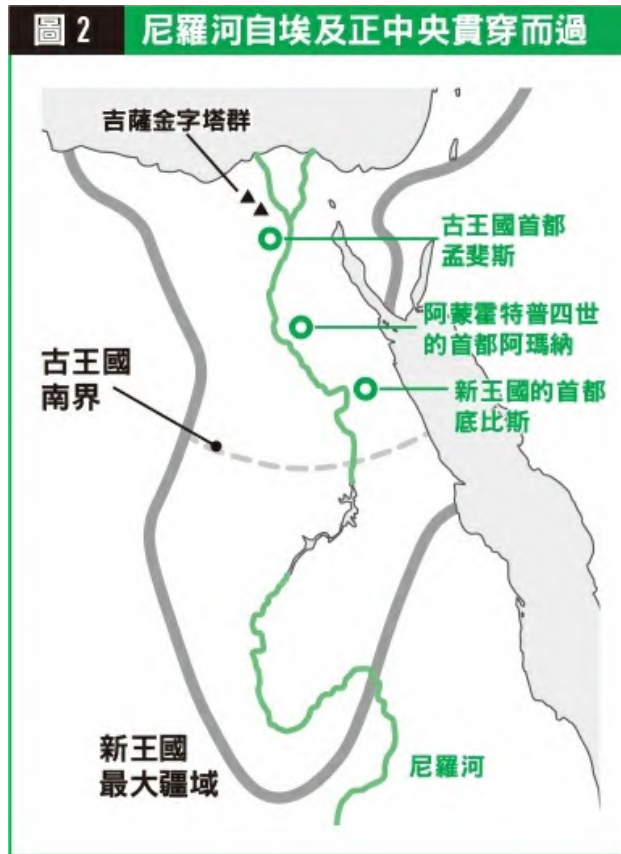 圖 2 尼羅河自埃及正中央貫穿而過
吉薩金字塔群
古王國首都
孟斐斯
阿蒙霍特普四世
的首都阿瑪納
古王國
南界
新王國的首都
底比斯
新王國
最大疆域
尼羅河